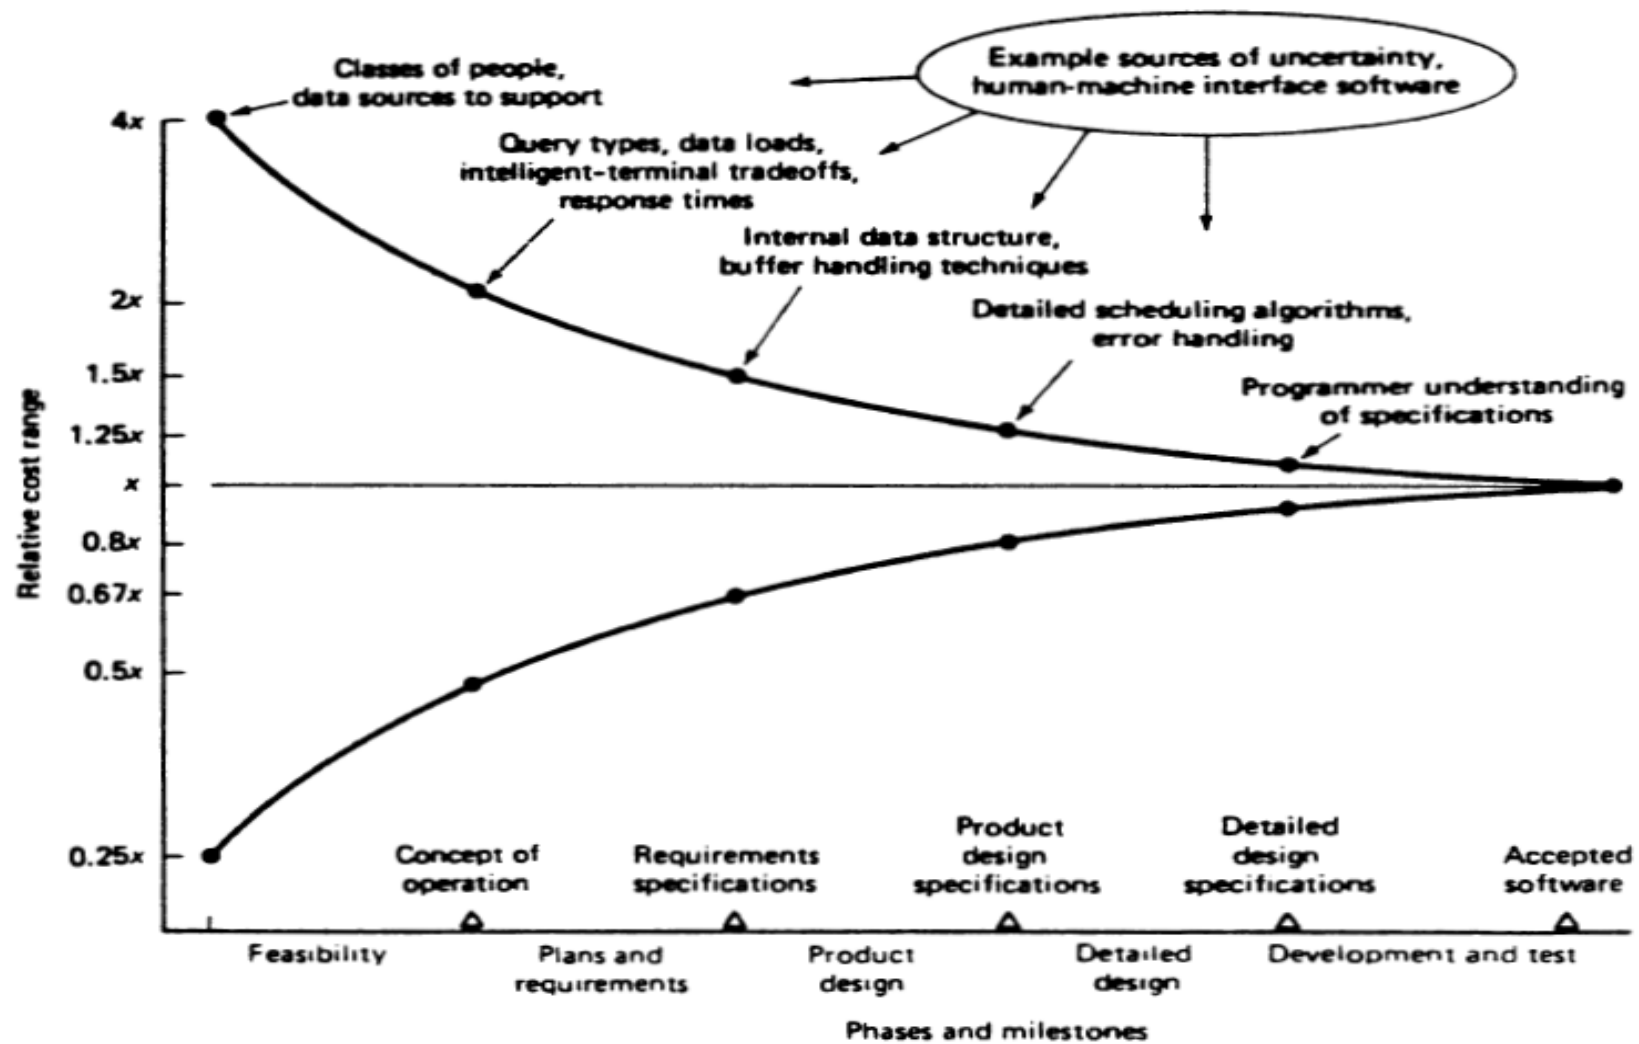 Example sources of uncertainty,
human-machine interface software
Classes of people,
data sources to support
Query types, data loads,
intelligent-terminal tradeoffs,
response times
Internal data structure,
buffer handling techniques
Detailed scheduling algorithms,
error handling
Programmer understanding
of specifications
Relative cost range
4x
2x
1.5x
1.25x
x
0.8x
0.67x
0.5x
0.25x
Concept of
operation
Requirements
specifications
Product
design
specifications
Detailed
design
specifications
Accepted
software
Feasibility
Plans and
requirements
Product
design
Detailed
design
Development and test
Phases and milestones